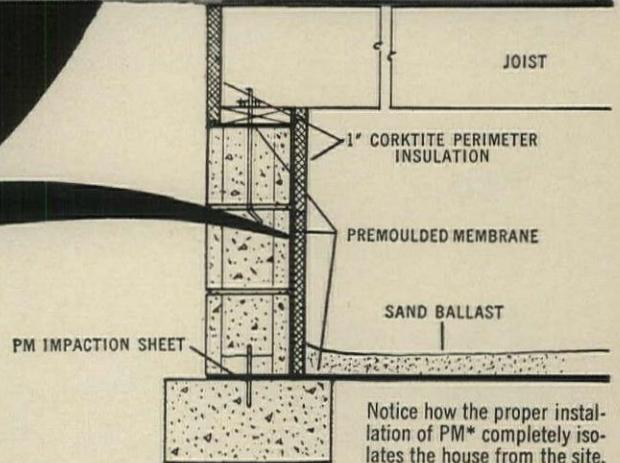 JOIST
1" CORKTITE PERIMETER
INSULATION
PREMOULDED MEMBRANE
SAND BALLAST
PM IMPACTION SHEET
Notice how the proper instal-
lation of PM* completely iso-
lates the house from the site.